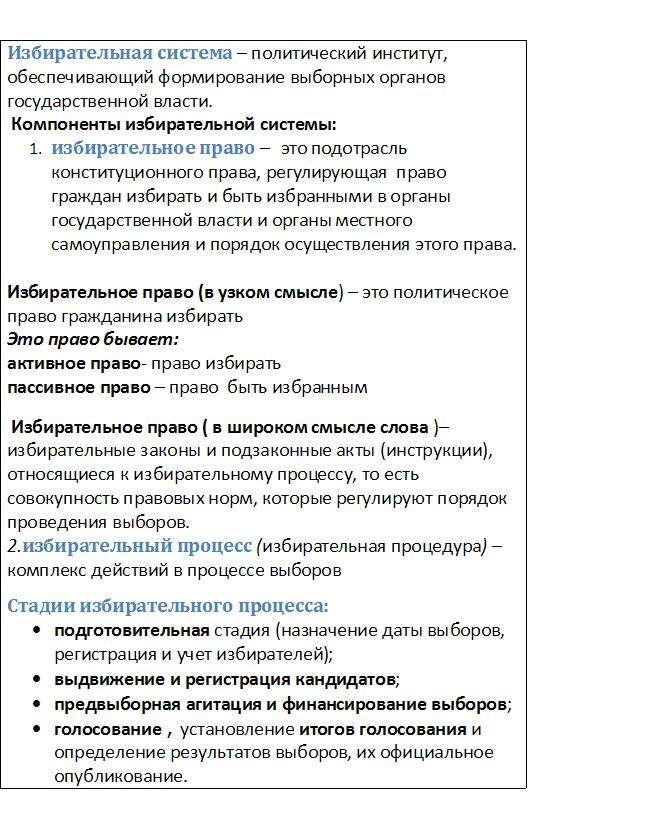 Избирательная система – политический институт,
обеспечивающий формирование выборных органов
государственной власти.
Компоненты избирательной системы:
1. избирательное право – это подотрасль
конституционного права, регулирующая право
граждан избирать и быть избранными в органы
государственной власти и органы местного
самоуправления и порядок осуществления этого права.
Избирательное право (в узком смысле) – это политическое
право гражданина избирать
Это право бывает:
активное право- право избирать
пассивное право – право быть избранным
Избирательное право ( в широком смысле слова )–
избирательные законы и подзаконные акты (инструкции),
относящиеся к избирательному процессу, то есть
совокупность правовых норм, которые регулируют порядок
проведения выборов.
2.избирательный процесс (избирательная процедура) –
комплекс действий в процессе выборов
Стадии избирательного процесса:
• подготовительная стадия (назначение даты выборов,
регистрация и учет избирателей);
• выдвижение и регистрация кандидатов;
• предвыборная агитация и финансирование выборов;
• голосование , установление итогов голосования и
определение результатов выборов, их официальное
опубликование.